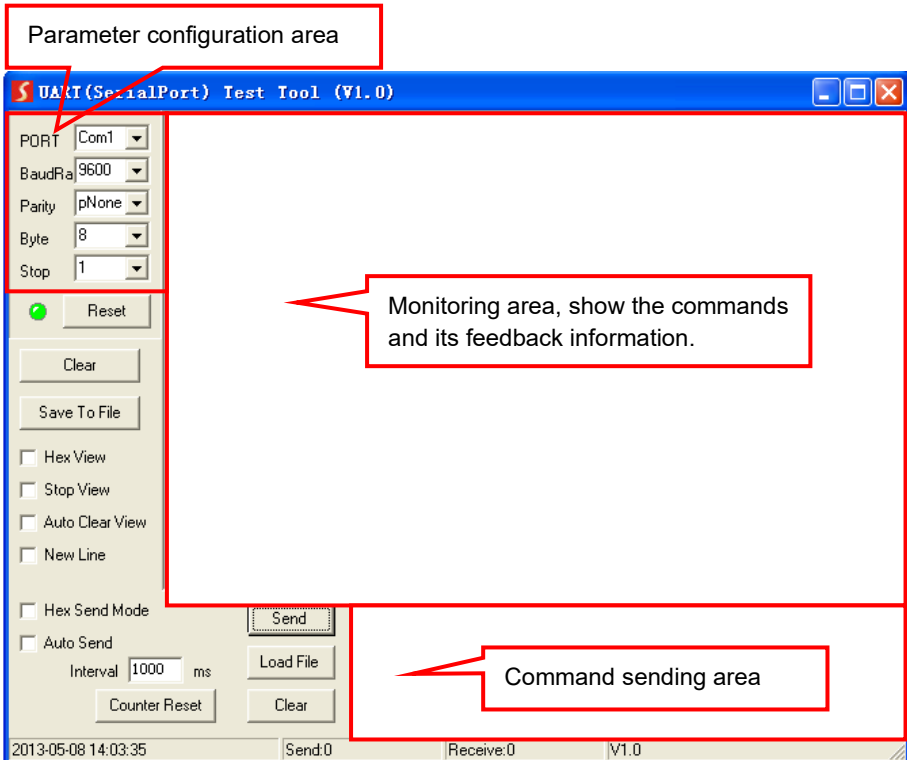 Parameter configuration area
UART(SerialPort) Test Tool (V1.0)
PORT Com1
BaudRa 9600
Parity pNone
Byte 8
Stop 1
Reset
Clear
Save To File
Hex View
Stop View
Auto Clear View
New Line
Monitoring area, show the commands
and its feedback information.
Hex Send Mode
Send
Auto Send
Interval 1000 ms
Load File
Counter Reset
Clear
Command sending area
2013-05-08 14:03:35 Send:0 Receive:0 V1.0